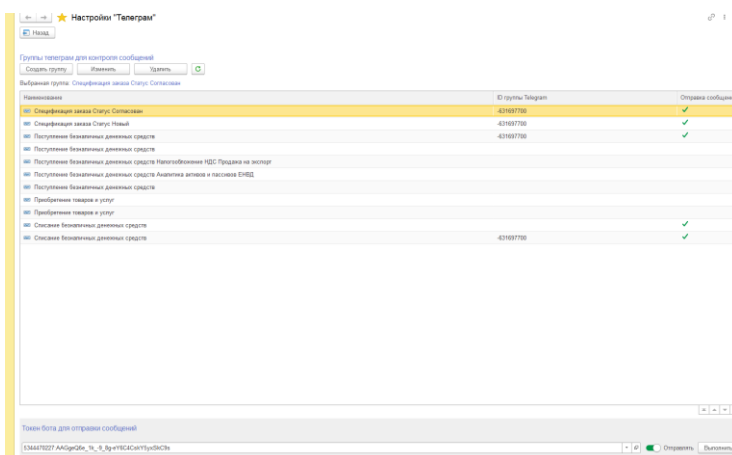 Настройки "Телеграм"
Назад
Группы телеграм для контроля сообщений
Создать группу Изменить Удалить
Выбранная группа: Спецификация заказа Статус Согласован
Наименование ID группы Telegram Отправка сообщени
Спецификация заказа Статус Согласован -631697700
Спецификация заказа Статус Новый -631697700
Поступление безналичных денежных средств -631697700
Поступление безналичных денежных средств
Поступление безналичных денежных средств Налогообложение НДС Продажа на экспорт
Поступление безналичных денежных средств Аналитика активов и пассивов ЕНВД
Поступление безналичных денежных средств
Приобретение товаров и услуг
Приобретение товаров и услуг
Списание безналичных денежных средств
Списание безналичных денежных средств -631697700
Токен бота для отправки сообщений
Отправлять Выполнить